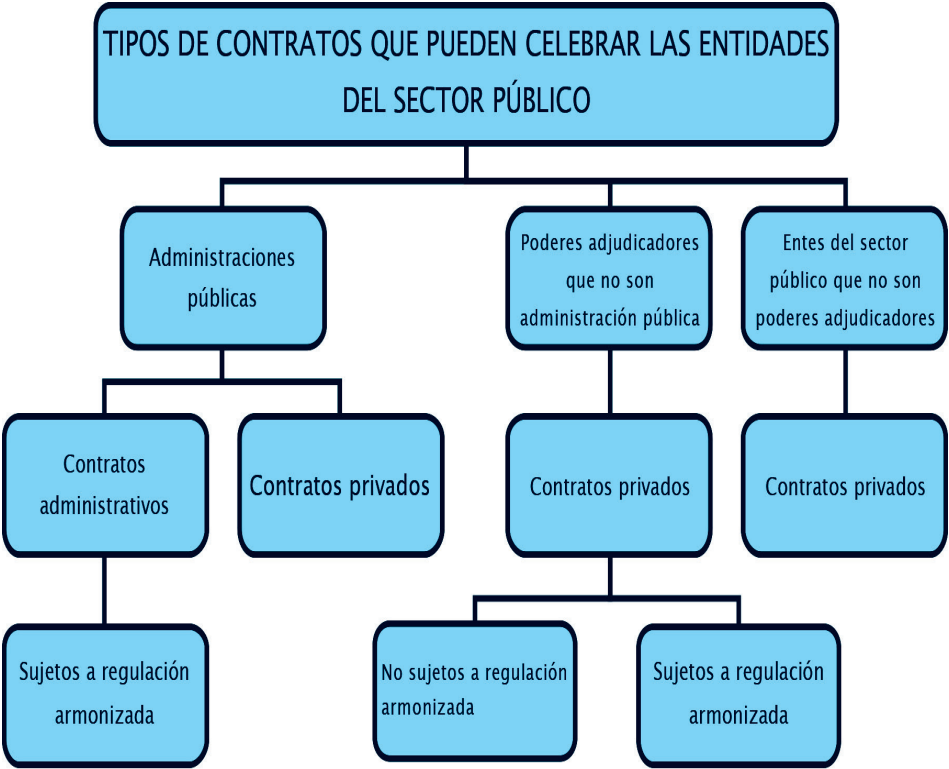 TIPOS DE CONTRATOS QUE PUEDEN CELEBRAR LAS ENTIDADES
DEL SECTOR PÚBLICO
Administraciones
públicas
Poderes adjudicadores
que no son
administración pública
Entes del sector
público que no son
poderes adjudicadores
Contratos
administrativos
Contratos privados
Contratos privados
Contratos privados
Sujetos a regulación
armonizada
No sujetos a regulación
armonizada
Sujetos a regulación
armonizada